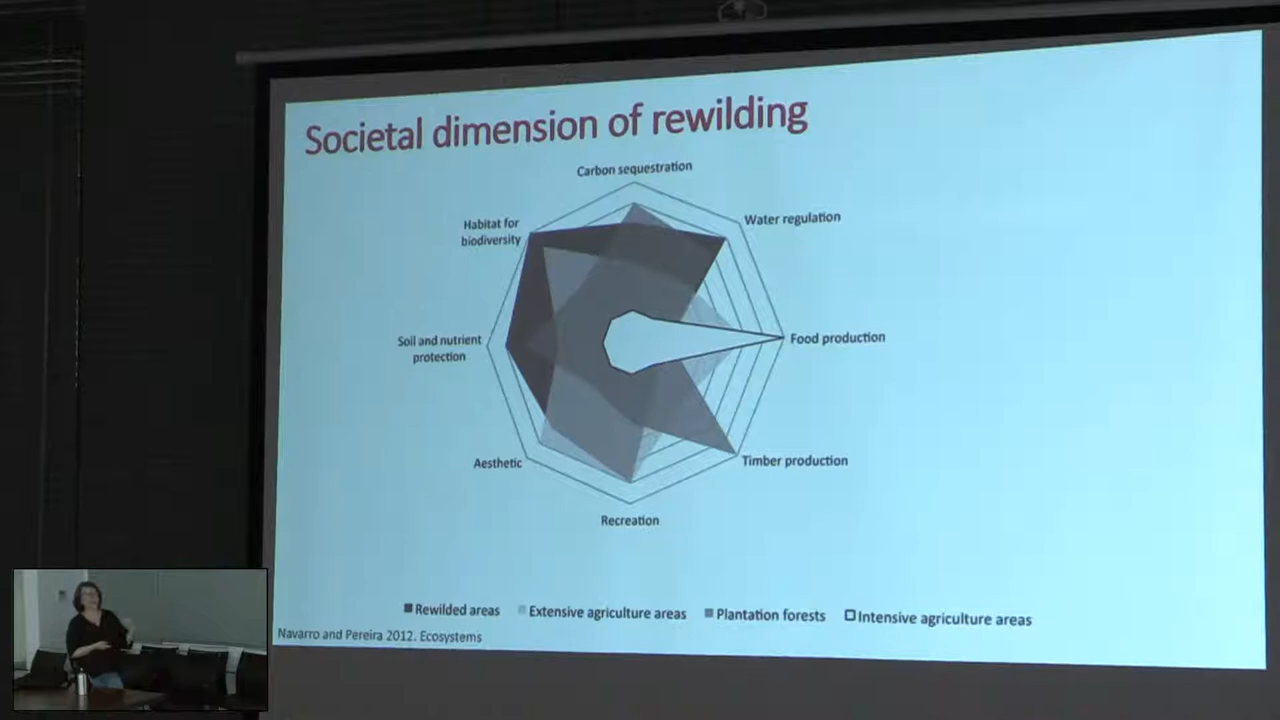 Societal dimension of rewilding
Carbon sequestration
Water regulation
Habitat for
biodiversity
Food production
Soil and nutrient
protection
Timber production
Aesthetic
Recreation
Rewilded areas Extensive agriculture areas Plantation forests Intensive agriculture areas
Navarro and Pereira 2012. Ecosystems